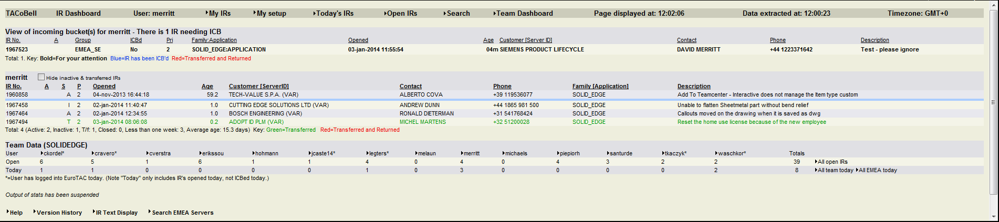 TACoBell IR Dashboard User: merritt My IRs My setup Today's IRs Open IRs Search Team Dashboard Page displayed at: 12:02:06 Data extracted at: 12:00:23 Timezone: GMT+0
View of incoming bucket(s) for merritt - There is 1 IR needing ICB
IR No. A Group ICBd Pri Family:Application Opened Age Customer [Server ID] Contact Phone Description
1967523 EMEA_SE No 2 SOLID_EDGE:APPLICATION 03-jan-2014 11:55:54 04m SIEMENS PRODUCT LIFECYCLE DAVID MERRITT +44 1223371642 Test - please ignore
Total: 1. Key: Bold=For your attention Blue=IR has been ICB'd Red=Transferred and Returned
merritt Hide inactive & transferred IRs
IR No. A S P Opened Age Customer [ServerID] Contact Phone Family [Application] Description
1960858 A 2 04-nov-2013 16:44:18 59.2 TECH-VALUE S.P.A. (VAR) ALBERTO COVA +39 119536077 SOLID_EDGE Add To Teamcenter - Interactive does not manage the Item type custom
1967458 I 2 02-jan-2014 11:40:47 1.0 CUTTING EDGE SOLUTIONS LTD (VAR) ANDREW DUNN +44 1865 981 500 SOLID_EDGE Unable to flatten Sheetmetal part without bend relief
1967464 A 2 02-jan-2014 12:34:55 1.0 BOSCH ENGINEERING (VAR) RONALD DIETERMAN +31 541768424 SOLID_EDGE Callouts moved on the drawing when it is saved as dwg
1967494 T 2 03-jan-2014 08:06:08 0.2 ADOPT ID PLM (VAR) MICHEL MARTENS +32 51200028 SOLID_EDGE Reset the home use license because of the new employee
Total: 4 (Active: 2, Inactive: 1, T/f: 1, Closed: 0, Less than one week: 3, Average age: 15.3 days) Key: Green=Transferred Red=Transferred and Returned
Team Data (SOLIDEDGE)
User ckordel* cravero* cverstra erikssou hohmann jcaste14* legters* melaun merritt michaels piepiorh santurde tkaczyk* waschkor* Totals
Open 6 5 1 6 1 1 4 0 4 0 4 3 2 2 39 All open IRs
Today 1 1 0 0 0 0 1 0 3 0 0 0 0 2 8 All team today All EMEA today
*=User has logged into EuroTAC today. (Note "Today" only includes IR's opened today, not ICBed today.)
Output of stats has been suspended
Help Version History IR Text Display Search EMEA Servers